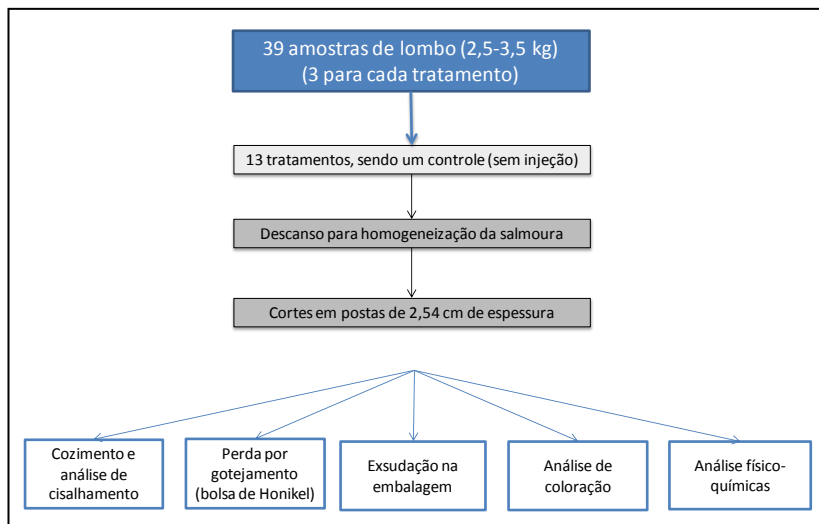 39 amostras de lombo (2,5-3,5 kg)
(3 para cada tratamento)
13 tratamentos, sendo um controle (sem injeção)
Descanso para homogeneização da salmoura
Cortes em postas de 2,54 cm de espessura
Cozimento e
análise de
cisalhamento
Perda por
gotejamento
(bolsa de Honikel)
Exsudação na
embalagem
Análise de
coloração
Análise físico-
químicas